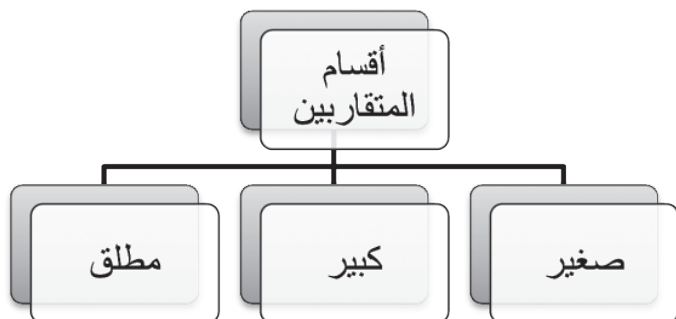 أقسام
المتقاربين
صغير
كبير
مطلق